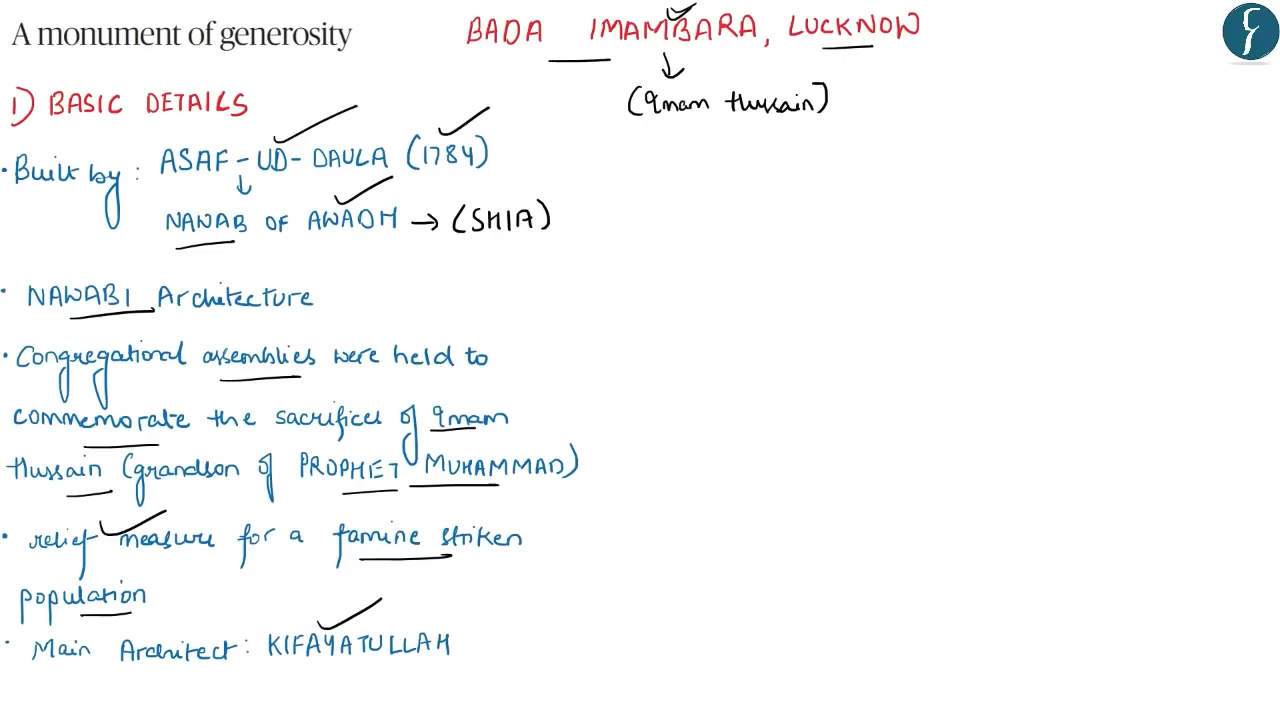 A monument of generosity
BADA IMAMBARA, LUCKNOW
(Imam Hussain)
1) BASIC DETAILS
• Built by : ASAF-UD-DAULA (1784)
NAWAB OF AWADH → (SHIA)
• NAWABI Architecture
• Congregational assemblies were held to
commemorate the sacrifices of Imam
Hussain (grandson of PROPHET MUHAMMAD)
• relief measure for a famine striken
population
• Main Architect : KIFAYATULLAH